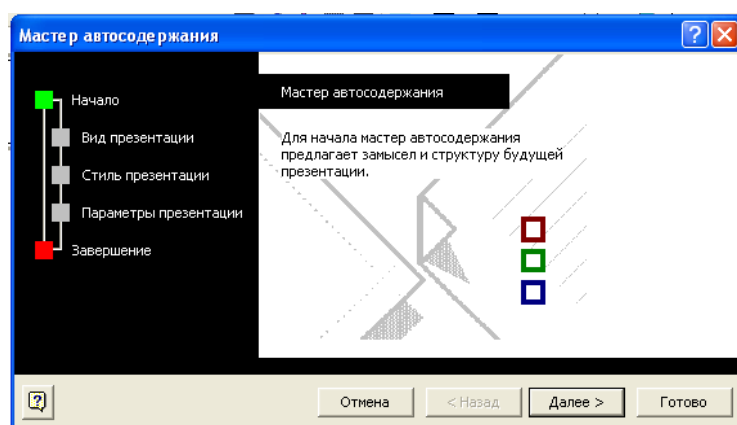 Мастер автосодержания
Начало
Вид презентации
Стиль презентации
Параметры презентации
Завершение
Мастер автосодержания
Для начала мастер автосодержания
предлагает замысел и структуру будущей
презентации.
Отмена
< Назад
Далее >
Готово